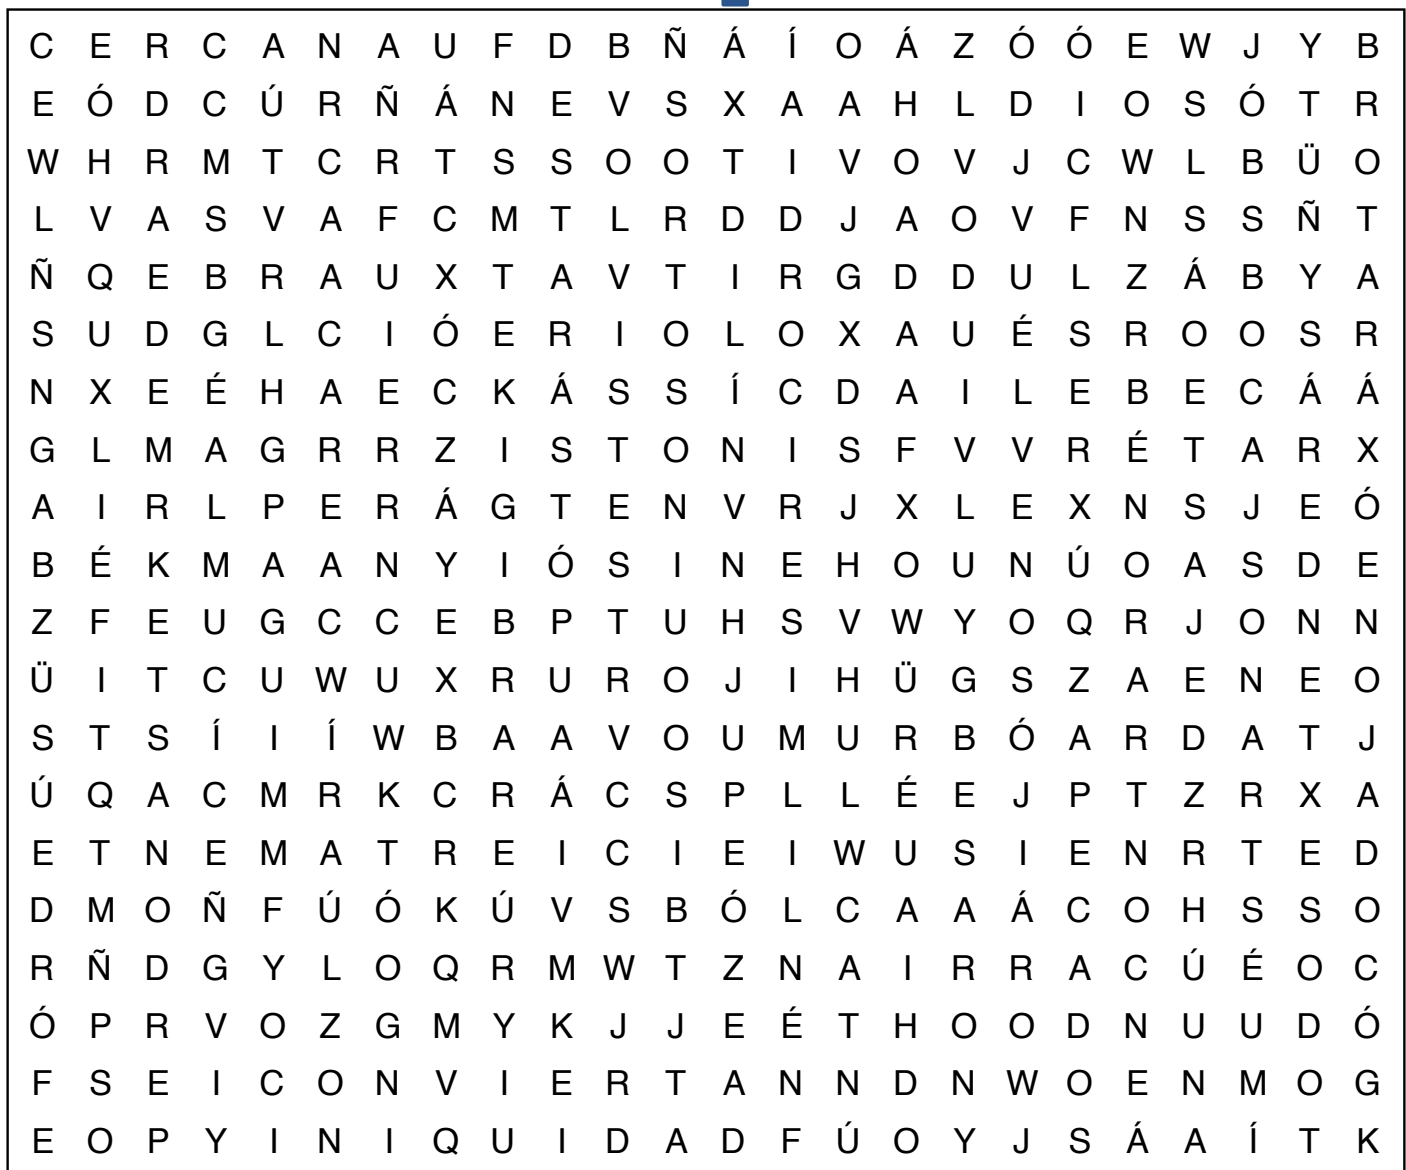 C E R C A N A U F D B Ñ Á Í O Á Z Ó Ó E W J Y B
E Ó D C Ú R Ñ Á N E V S X A A H L D I O S Ó T R
W H R M T C R T S S O O T I V O V J C W L B Ü O
L V A S V A F C M T L R D D J A O V F N S S Ñ T
Ñ Q E B R A U X T A V T I R G D D U L Z Á B Y A
S U D G L C I Ó E R I O L O X A U É S R O O S R
N X E É H A E C K Á S S Í C D A I L E B E C Á Á
G L M A G R R Z I S T O N I S F V V R É T A R X
A I R L P E R Á G T E N V R J X L E X N S J E Ó
B É K M A A N Y I Ó S I N E H O U N Ú O A S D E
Z F E U G C C E B P T U H S V W Y O Q R J O N N
Ü I T C U W U X R U R O J I H Ü G S Z A E N E O
S T S Í I Í W B A A V O U M U R B Ó A R D A T J
Ú Q A C M R K C R Á C S P L L É E J P T Z R X A
E T N E M A T R E I C I E I W U S I E N R T E D
D M O Ñ F Ú Ó K Ú V S B Ó L C A A Á C O H S S O
R Ñ D G Y L O Q R M W T Z N A I R R A C Ú É O C
Ó P R V O Z G M Y K J J E É T H O O D N U U D Ó
F S E I C O N V I E R T A N N D N W O E N M O G
E O P Y I N I Q U I D A D F Ú O Y J S Á A Í T K